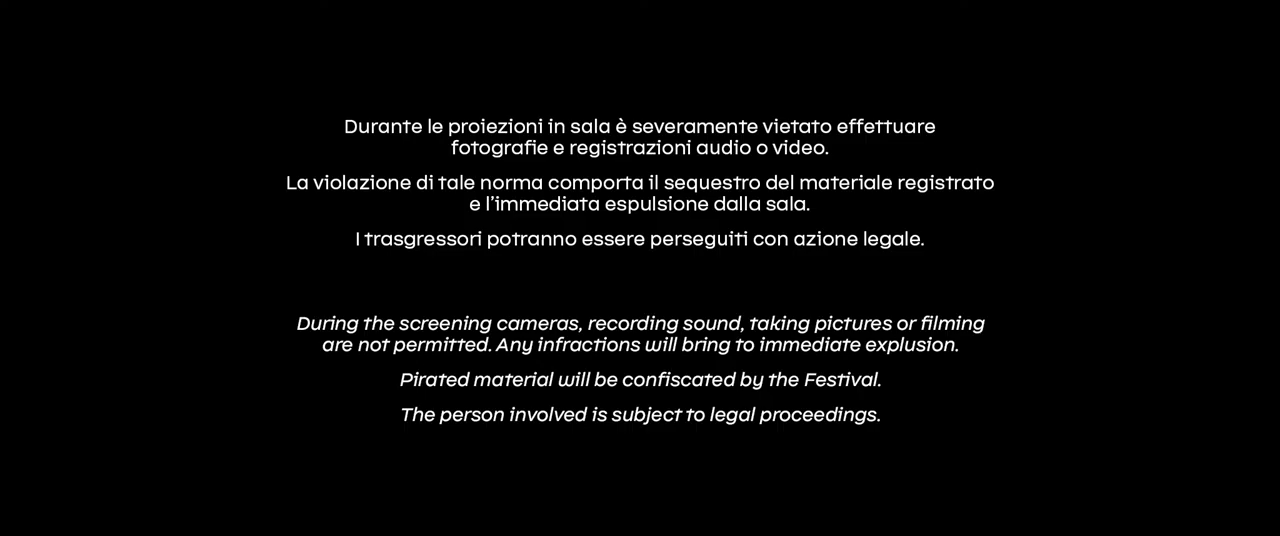 Durante le proiezioni in sala è severamente vietato effettuare
fotografie e registrazioni audio o video.
La violazione di tale norma comporta il sequestro del materiale registrato
e l'immediata espulsione dalla sala.
I trasgressori potranno essere perseguiti con azione legale.
During the screening cameras, recording sound, taking pictures or filming
are not permitted. Any infractions will bring to immediate explusion.
Pirated material will be confiscated by the Festival.
The person involved is subject to legal proceedings.